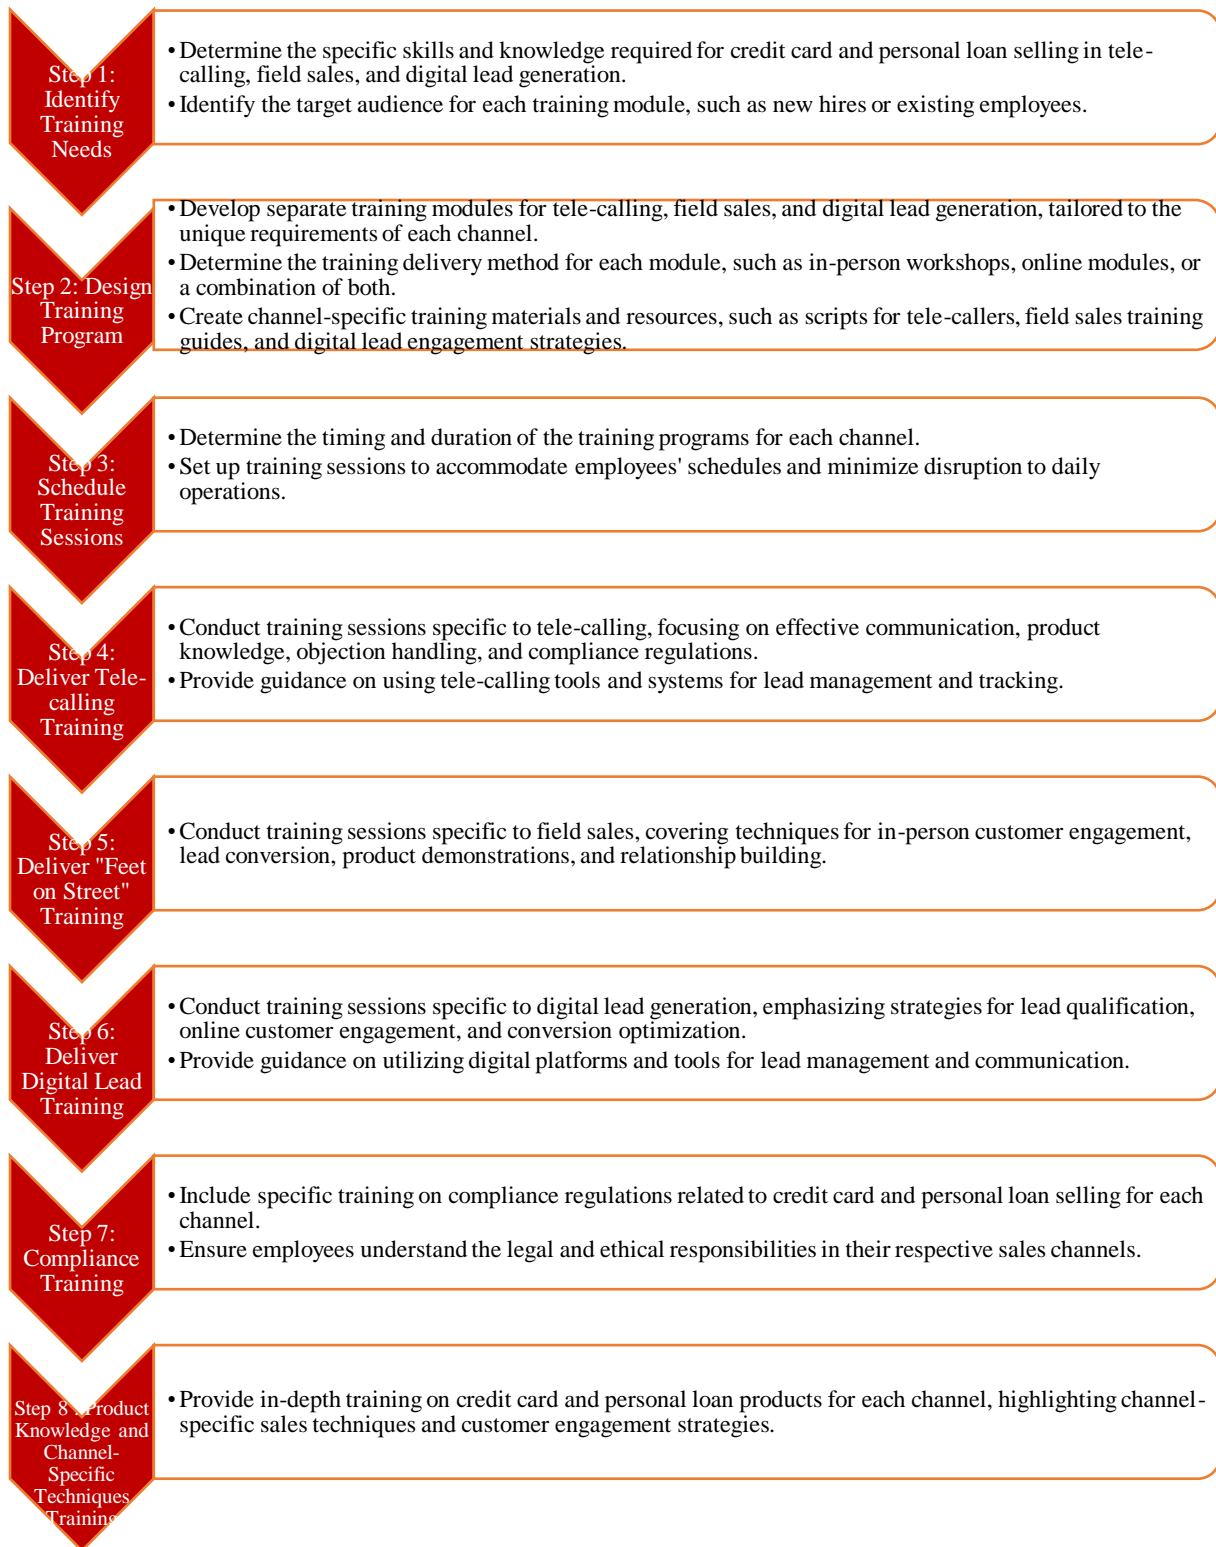 Step 1:
Identify
Training
Needs
• Determine the specific skills and knowledge required for credit card and personal loan selling in tele-
calling, field sales, and digital lead generation.
• Identify the target audience for each training module, such as new hires or existing employees.
Step 2: Design
Training
Program
• Develop separate training modules for tele-calling, field sales, and digital lead generation, tailored to the
unique requirements of each channel.
• Determine the training delivery method for each module, such as in-person workshops, online modules, or
a combination of both.
• Create channel-specific training materials and resources, such as scripts for tele-callers, field sales training
guides, and digital lead engagement strategies.
Step 3:
Schedule
Training
Sessions
• Determine the timing and duration of the training programs for each channel.
• Set up training sessions to accommodate employees' schedules and minimize disruption to daily
operations.
Step 4:
Deliver Tele-
calling
Training
• Conduct training sessions specific to tele-calling, focusing on effective communication, product
knowledge, objection handling, and compliance regulations.
• Provide guidance on using tele-calling tools and systems for lead management and tracking.
Step 5:
Deliver "Feet
on Street"
Training
• Conduct training sessions specific to field sales, covering techniques for in-person customer engagement,
lead conversion, product demonstrations, and relationship building.
Step 6:
Deliver
Digital Lead
Training
• Conduct training sessions specific to digital lead generation, emphasizing strategies for lead qualification,
online customer engagement, and conversion optimization.
• Provide guidance on utilizing digital platforms and tools for lead management and communication.
Step 7:
Compliance
Training
• Include specific training on compliance regulations related to credit card and personal loan selling for each
channel.
• Ensure employees understand the legal and ethical responsibilities in their respective sales channels.
Step 8 : Product
Knowledge and
Channel-
Specific
Techniques
Training
• Provide in-depth training on credit card and personal loan products for each channel, highlighting channel-
specific sales techniques and customer engagement strategies.